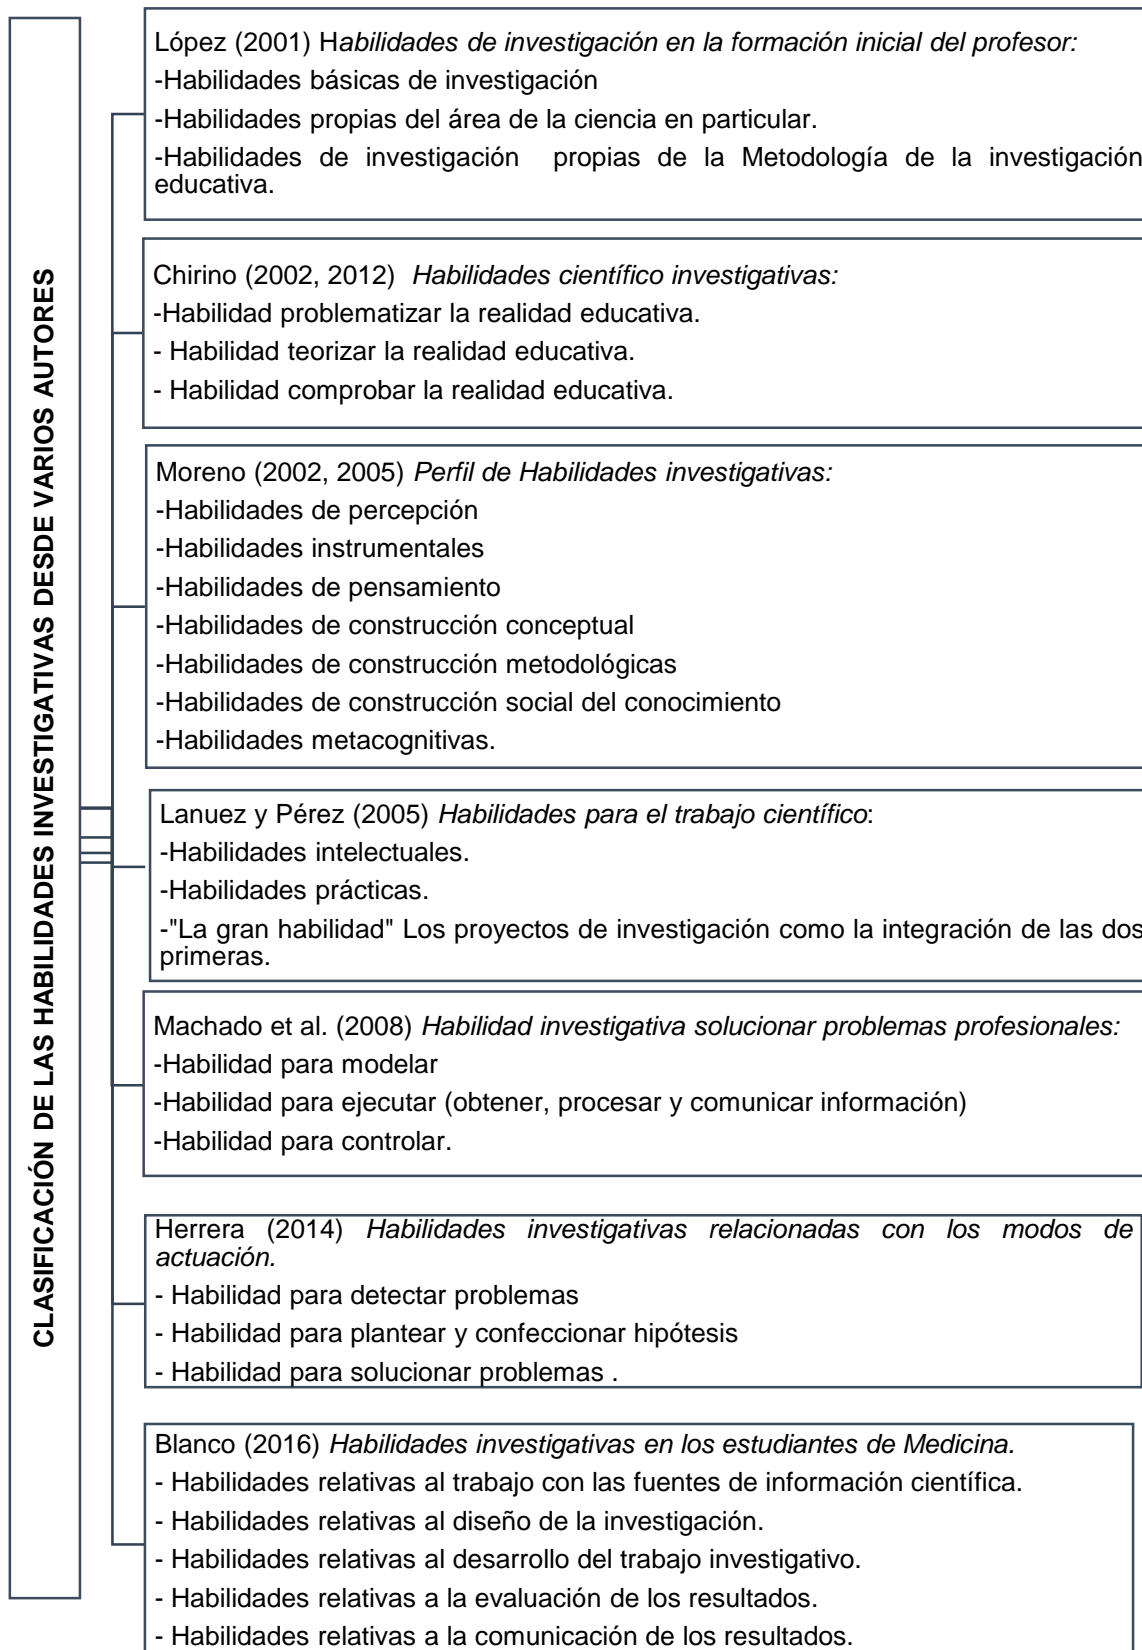 CLASIFICACIÓN DE LAS HABILIDADES INVESTIGATIVAS DESDE VARIOS AUTORES
López (2001) Habilidades de investigación en la formación inicial del profesor:
-Habilidades básicas de investigación
-Habilidades propias del área de la ciencia en particular.
-Habilidades de investigación propias de la Metodología de la investigación
educativa.
Chirino (2002, 2012) Habilidades científico investigativas:
-Habilidad problematizar la realidad educativa.
- Habilidad teorizar la realidad educativa.
- Habilidad comprobar la realidad educativa.
Moreno (2002, 2005) Perfil de Habilidades investigativas:
-Habilidades de percepción
-Habilidades instrumentales
-Habilidades de pensamiento
-Habilidades de construcción conceptual
-Habilidades de construcción metodológicas
-Habilidades de construcción social del conocimiento
-Habilidades metacognitivas.
Lanuez y Pérez (2005) Habilidades para el trabajo científico:
-Habilidades intelectuales.
-Habilidades prácticas.
-"La gran habilidad" Los proyectos de investigación como la integración de las dos
primeras.
Machado et al. (2008) Habilidad investigativa solucionar problemas profesionales:
-Habilidad para modelar
-Habilidad para ejecutar (obtener, procesar y comunicar información)
-Habilidad para controlar.
Herrera (2014) Habilidades investigativas relacionadas con los modos de
actuación.
- Habilidad para detectar problemas
- Habilidad para plantear y confeccionar hipótesis
- Habilidad para solucionar problemas .
Blanco (2016) Habilidades investigativas en los estudiantes de Medicina.
- Habilidades relativas al trabajo con las fuentes de información científica.
- Habilidades relativas al diseño de la investigación.
- Habilidades relativas al desarrollo del trabajo investigativo.
- Habilidades relativas a la evaluación de los resultados.
- Habilidades relativas a la comunicación de los resultados.